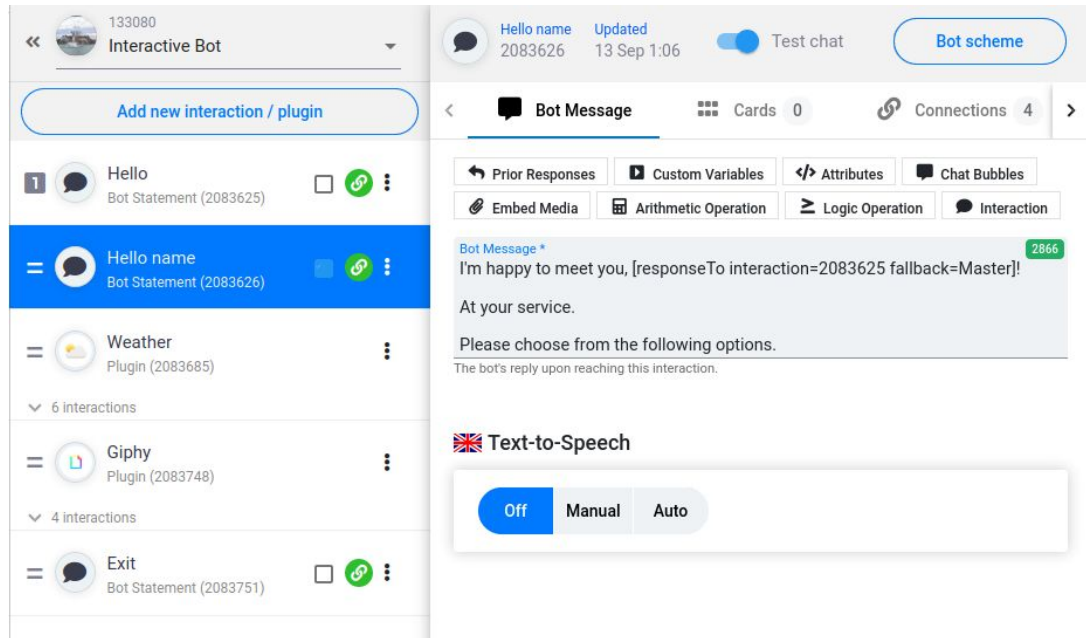 133080
Interactive Bot
Add new interaction / plugin
1
Hello
Bot Statement (2083625)
Hello name
Bot Statement (2083626)
Weather
Plugin (2083685)
6 interactions
Giphy
Plugin (2083748)
4 interactions
Exit
Bot Statement (2083751)
Hello name Updated
2083626 13 Sep 1:06
Test chat
Bot scheme
Bot Message Cards 0 Connections 4
Prior Responses Custom Variables Attributes Chat Bubbles
Embed Media Arithmetic Operation Logic Operation Interaction
Bot Message * 2866
I'm happy to meet you, [responseTo interaction=2083625 fallback=Master]!
At your service.
Please choose from the following options.
The bot's reply upon reaching this interaction.
Text-to-Speech
Off Manual Auto